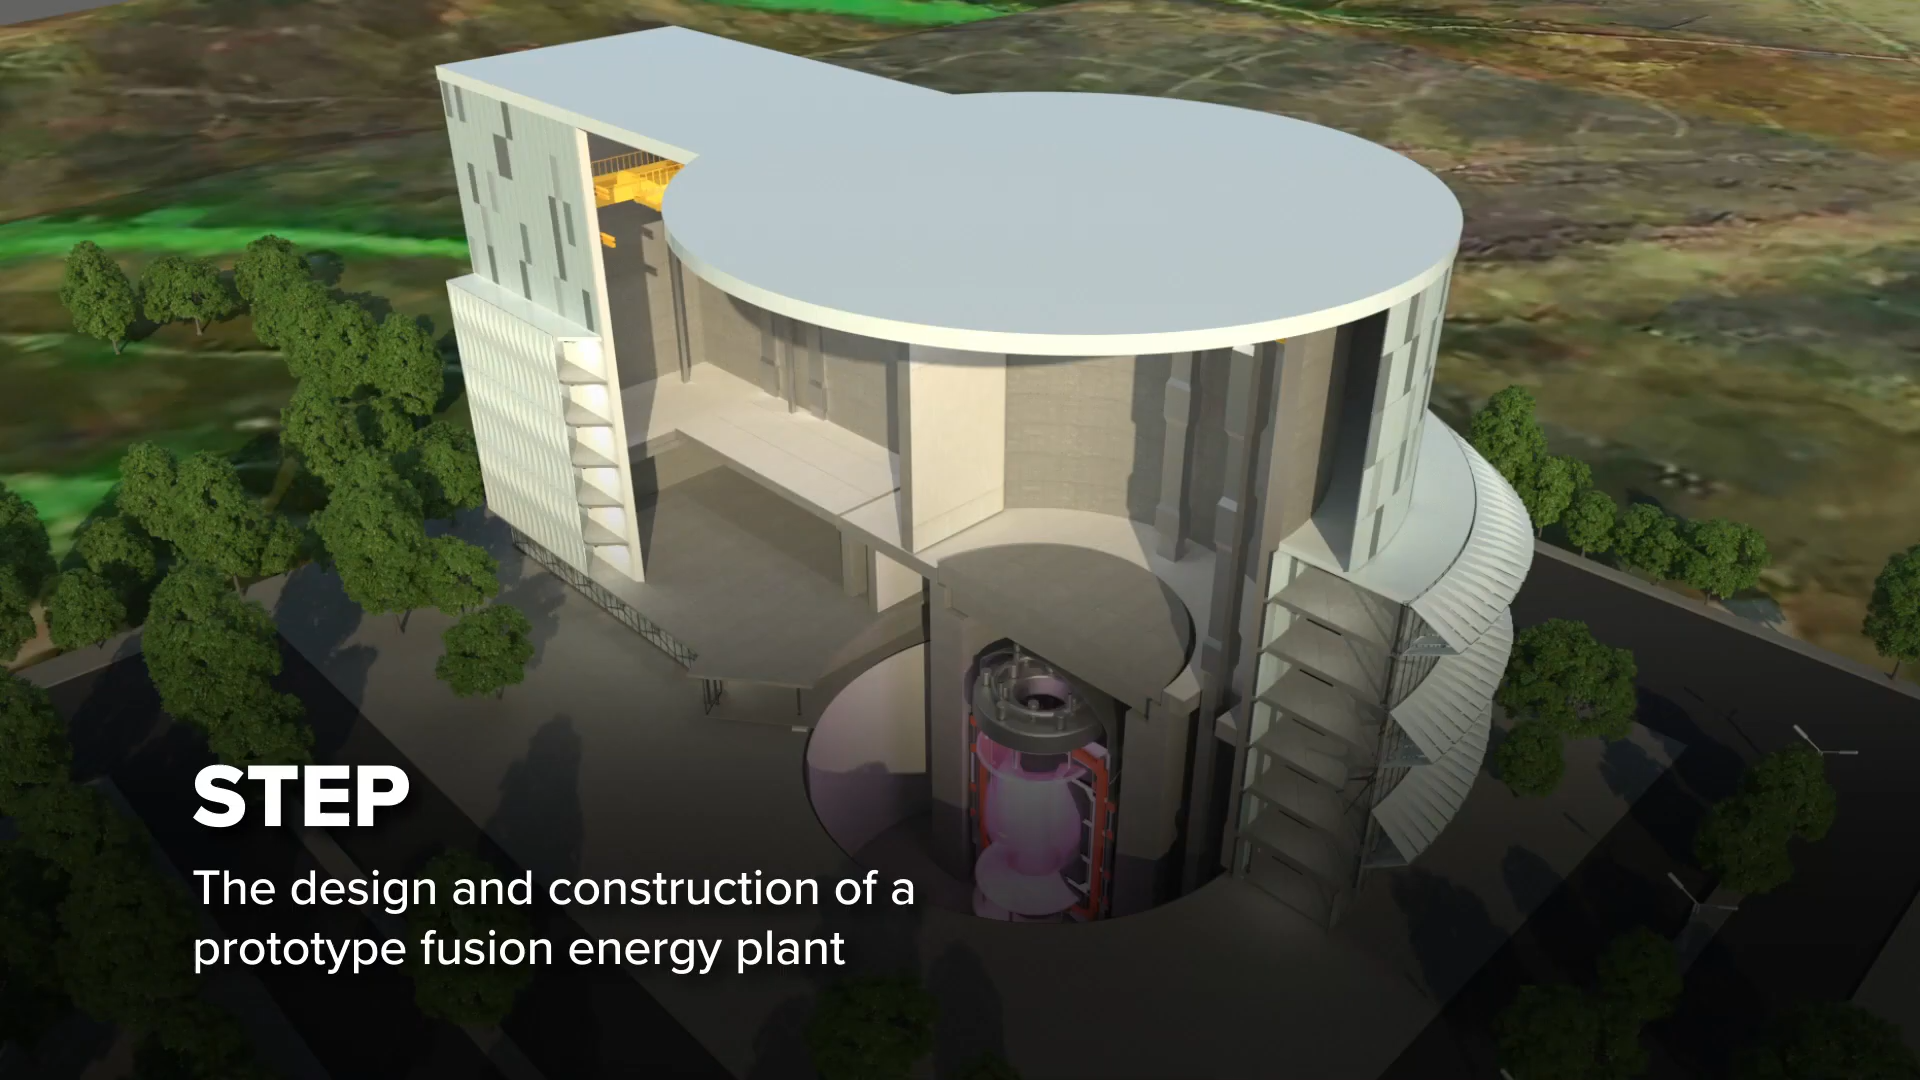 STEP
The design and construction of a
prototype fusion energy plant